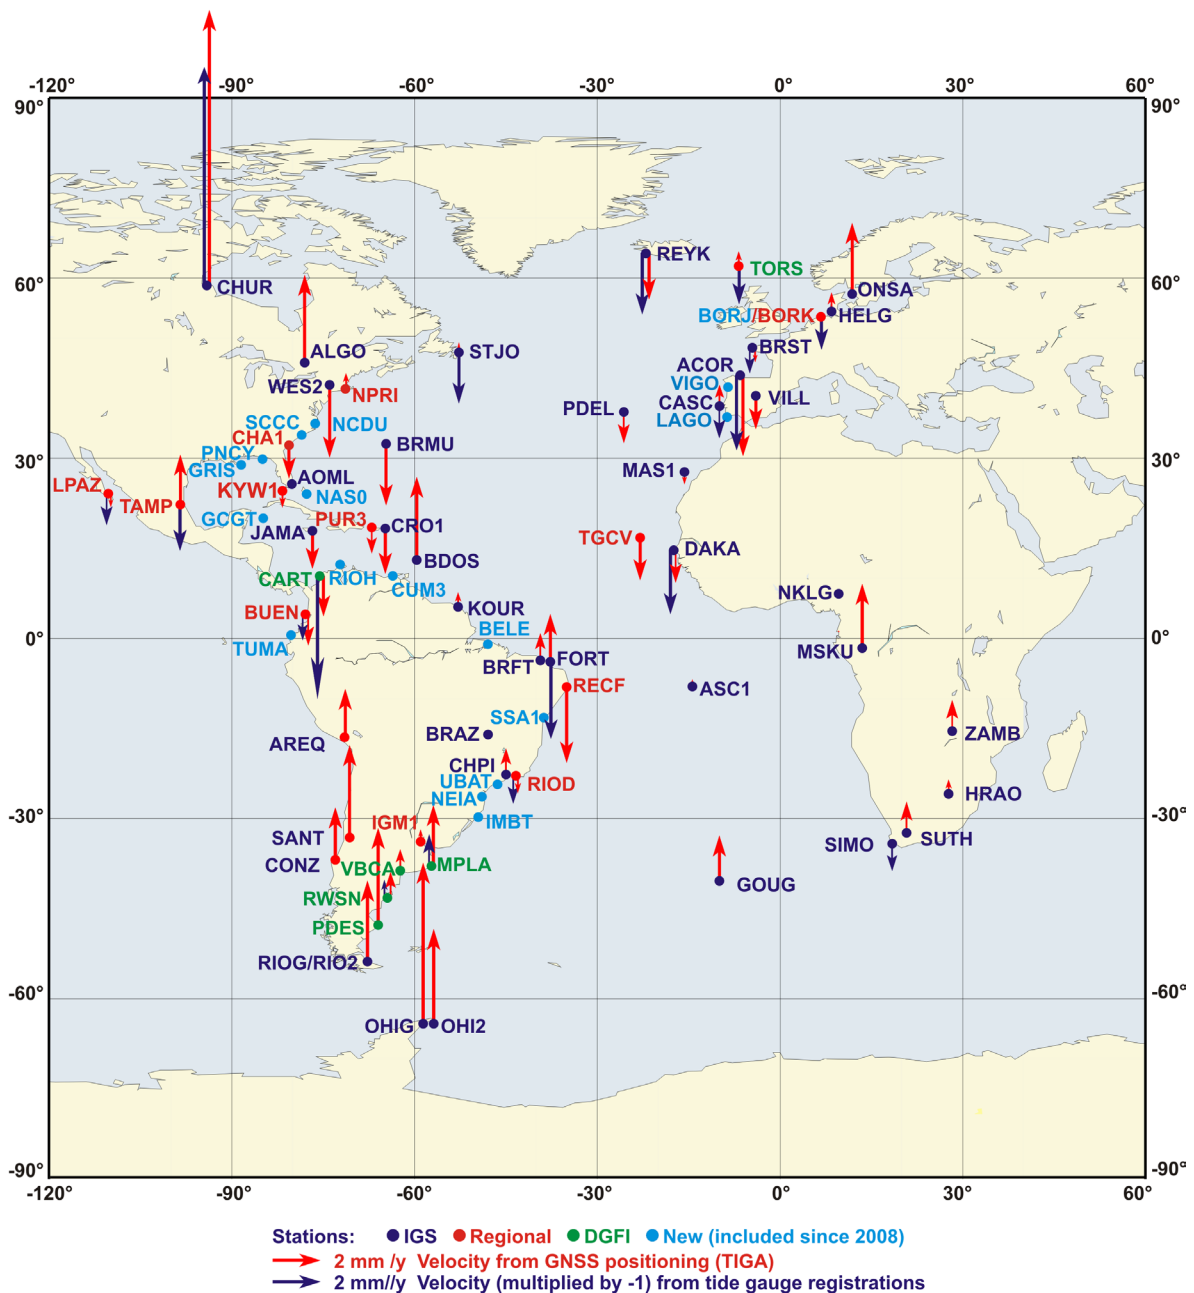 -120° -90° -60° -30° 0° 30° 60°
90° 90°
REYK
TORS
60° CHUR ONSA 60°
BORJ/BORK HELG
ALGO STJO BRST
ACOR
WES2 NPRI VIGO
CASC VILL
PDEL
SCCC NCDU LAGO
CHA1 BRMU
PNCY
30° GRIS MAS1 30°
AOML
LPAZ KYW1 NAS0
TAMP
GCGT PUR3 CRO1
JAMA TGCV
DAKA
BDOS
CART RIOH
CUM3 NKLG
BUEN KOUR
BELE
0° TUMA 0°
MSKU
BRFT FORT
RECF ASC1
SSA1
BRAZ ZAMB
AREQ
CHPI
UBAT RIOD
NEIA HRAO
-30° IGM1 IMBT -30°
SANT SUTH
SIMO
CONZ VBCA MPLA
GOUG
RWSN
PDES
RIOG/RIO2
-60° -60°
OHIG OHI2
-90° -90°
-120° -90° -60° -30° 0° 30° 60°
Stations: IGS Regional DGFI New (included since 2008)
2 mm /y Velocity from GNSS positioning (TIGA)
2 mm//y Velocity (multiplied by -1) from tide gauge registrations